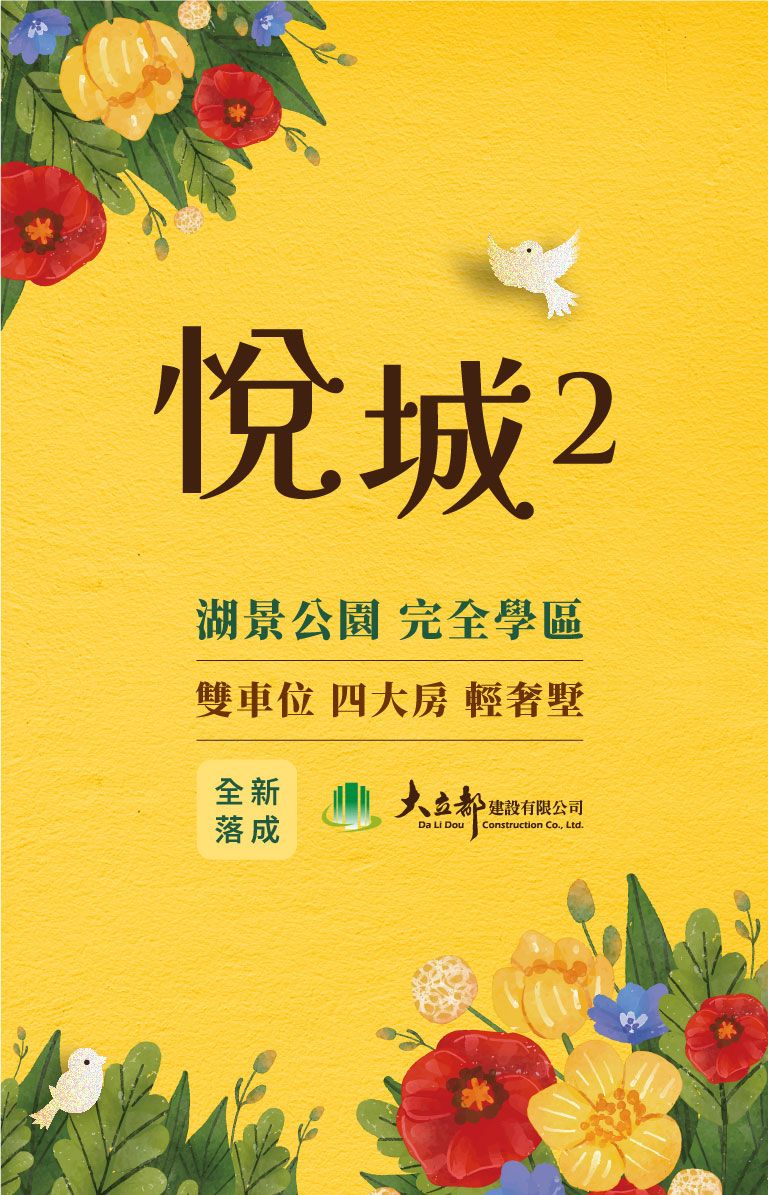 悅城2
湖景公園 完全學區
雙車位 四大房 輕奢墅
全新
落成
大立都建設有限公司
Da Li Dou Construction Co., Ltd.